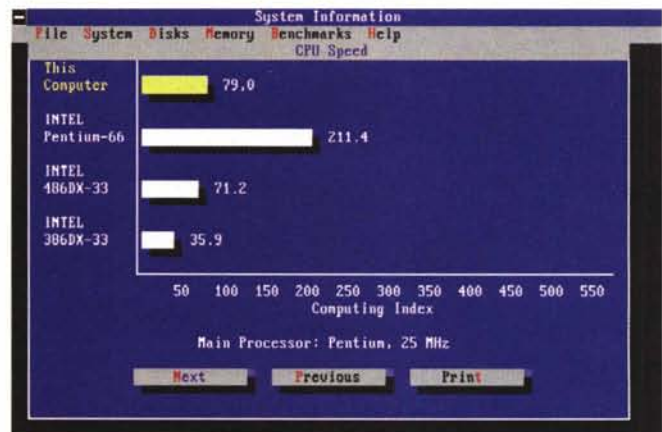 System Information
File System Disks Memory Benchmarks Help
CPU Speed
This
Computer
79,0
INTEL
Pentium-66
211.4
INTEL
486DX-33
71.2
INTEL
386DX-33
35.9
50 100 150 200 250 300 350 400 450 500 550
Computing Index
Main Processor: Pentium, 25 MHz
Next Previous Print